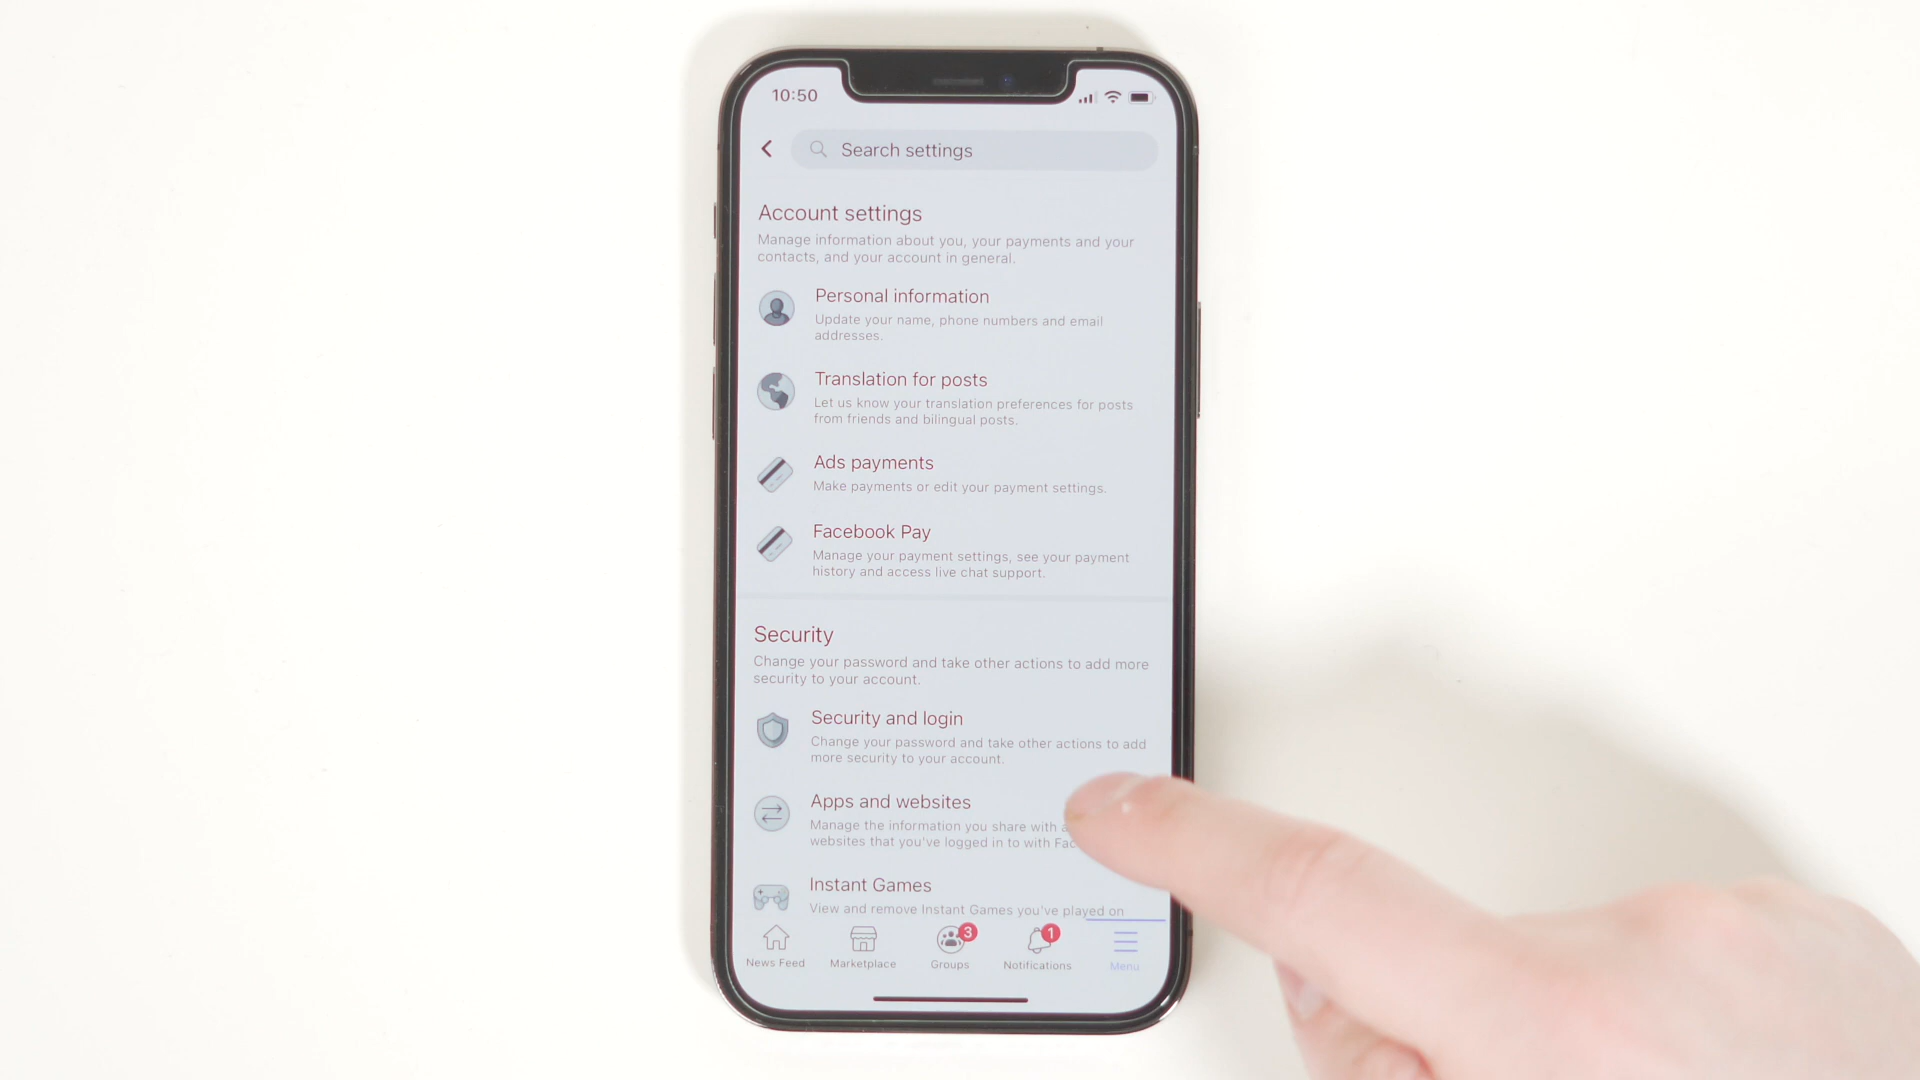 10:50
Search settings
Account settings
Manage information about you, your payments and your
contacts, and your account in general.
Personal information
Update your name, phone numbers and email
addresses.
Translation for posts
Let us know your translation preferences for posts
from friends and bilingual posts.
Ads payments
Make payments or edit your payment settings.
Facebook Pay
Manage your payment settings, see your payment
history and access live chat support.
Security
Change your password and take other actions to add more
security to your account.
Security and login
Change your password and take other actions to add
more security to your account.
Apps and websites
Manage the information you share with
websites that you've logged in to with
Instant Games
View and remove Instant Games you've played on
3
1
News Feed
Marketplace
Groups
Notifications
Menu